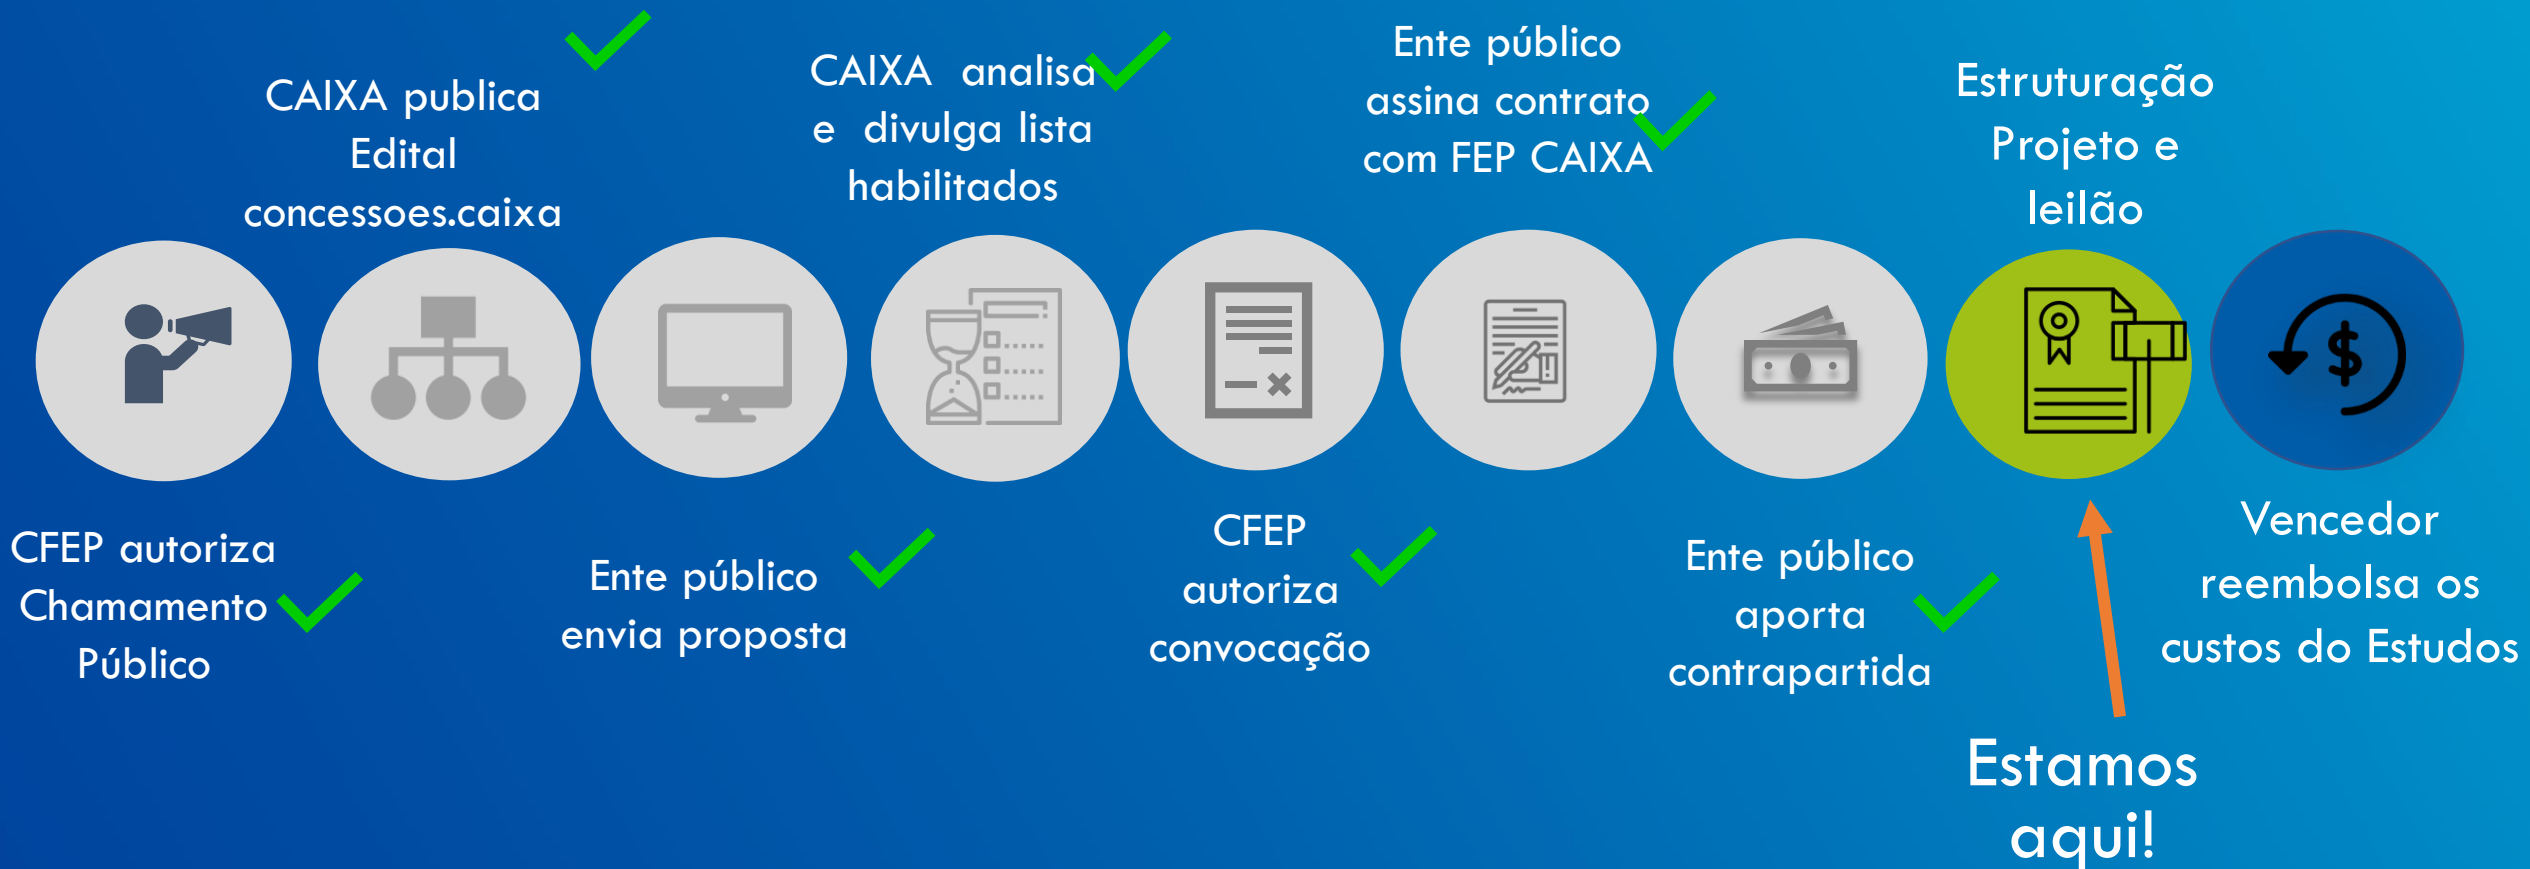 CFEP autoriza
Chamamento
Público
CAIXA publica
Edital
concessoes.caixa
Ente público
envia proposta
CAIXA analisa
e divulga lista
habilitados
CFEP
autoriza
convocação
Ente público
assina contrato
com FEP CAIXA
Ente público
aporta
contrapartida
Estruturação
Projeto e
leilão
Vencedor
reembolsa os
custos do Estudos
Estamos
aqui!